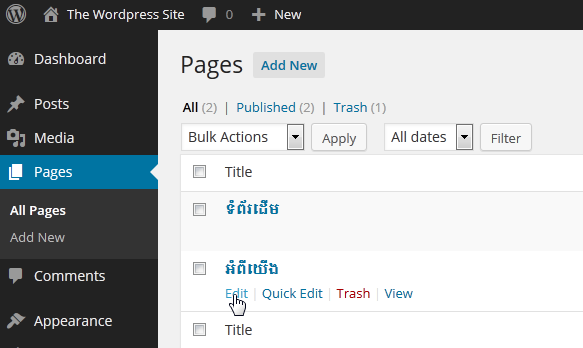 The Wordpress Site 0 + New
Dashboard
Posts
Media
Pages
All Pages
Add New
Comments
Appearance
Pages Add New
All (2) | Published (2) | Trash (1)
Bulk Actions Apply All dates Filter
Title
ទំព័រដើម
អំពីយើង
Edit | Quick Edit | Trash | View
Title